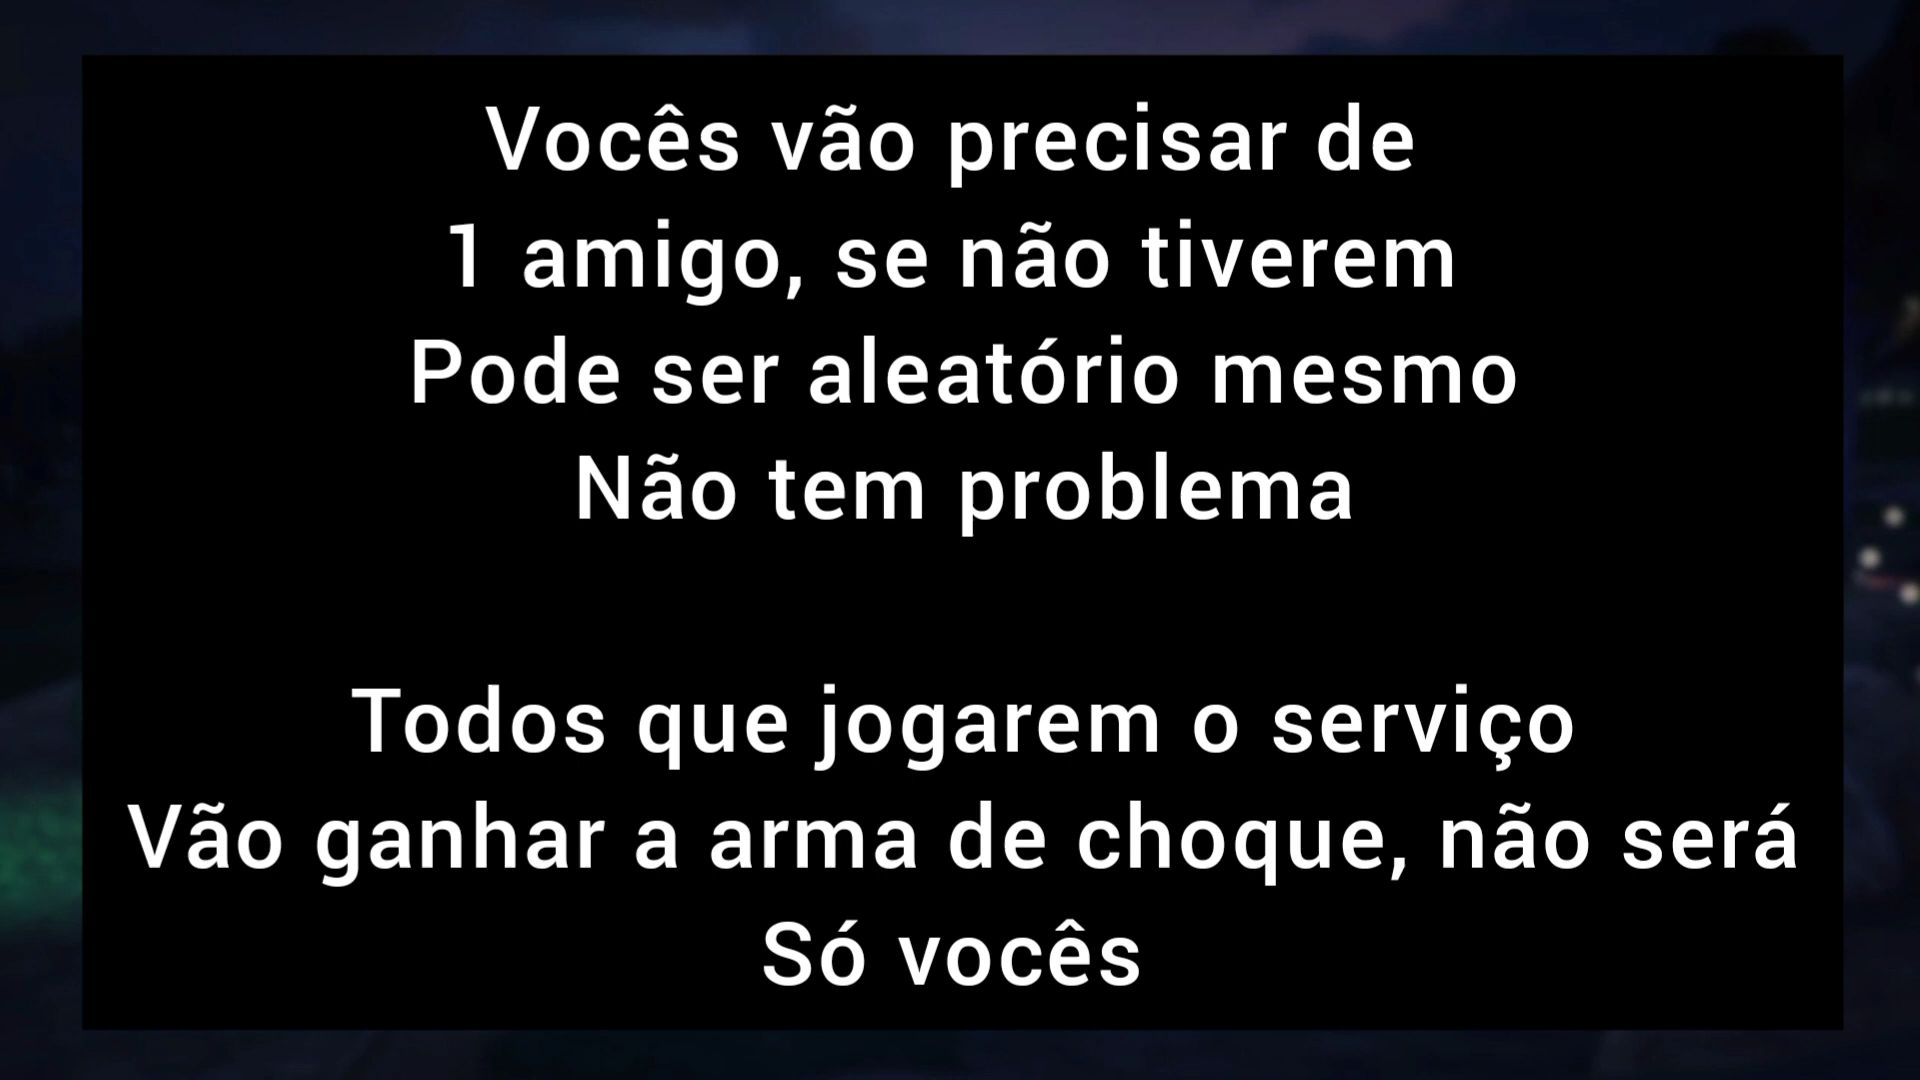 Vocês vão precisar de
1 amigo, se não tiverem
Pode ser aleatório mesmo
Não tem problema
Todos que jogarem o serviço
Vão ganhar a arma de choque, não será
Só vocês